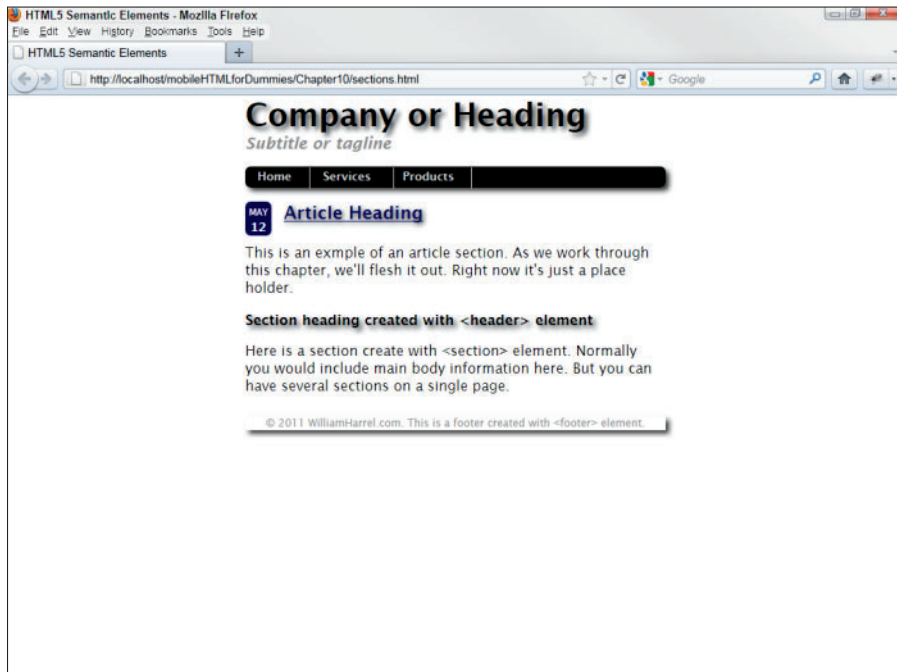 HTML5 Semantic Elements - Mozilla Firefox
File Edit View History Bookmarks Tools Help
HTML5 Semantic Elements +
http://localhost/mobileHTMLforDummies/Chapter10/sections.html Google
Company or Heading
Subtitle or tagline
Home Services Products
MAY
12
Article Heading
This is an exmple of an article section. As we work through
this chapter, we'll flesh it out. Right now it's just a place
holder.
Section heading created with <header> element
Here is a section create with <section> element. Normally
you would include main body information here. But you can
have several sections on a single page.
© 2011 WilliamHarrel.com. This is a footer created with <footer> element.